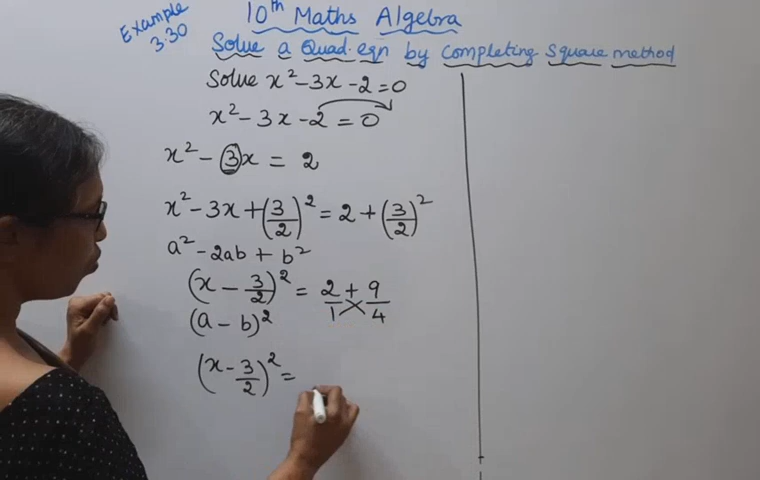 Example 3.30
10th Maths Algebra
Solve a Quad.eqn by Completing Square method
Solve x² - 3x - 2 = 0
x² - 3x - 2 = 0
x² - 3x = 2
x² - 3x + (3/2)² = 2 + (3/2)²
a² - 2ab + b²
(x - 3/2)² = 2/1 + 9/4
(a - b)²
(x - 3/2)² =